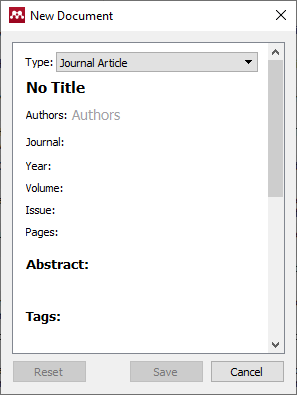 New Document
Type: Journal Article
No Title
Authors: Authors
Journal:
Year:
Volume:
Issue:
Pages:
Abstract:
Tags:
Reset Save Cancel